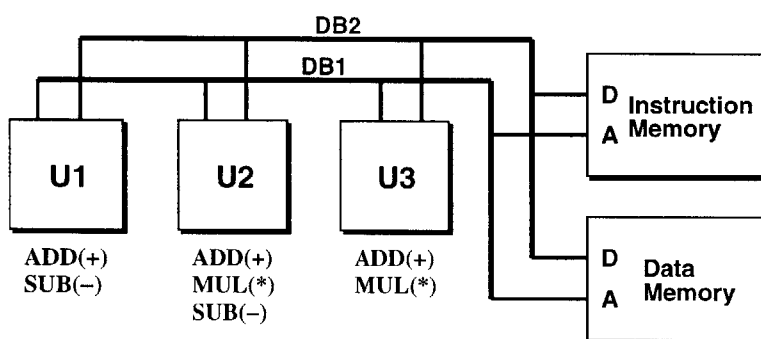 DB2
DB1
U1
U2
U3
D
Instruction
Memory
A
D
Data
Memory
A
ADD(+)
SUB(–)
ADD(+)
MUL(*)
SUB(–)
ADD(+)
MUL(*)